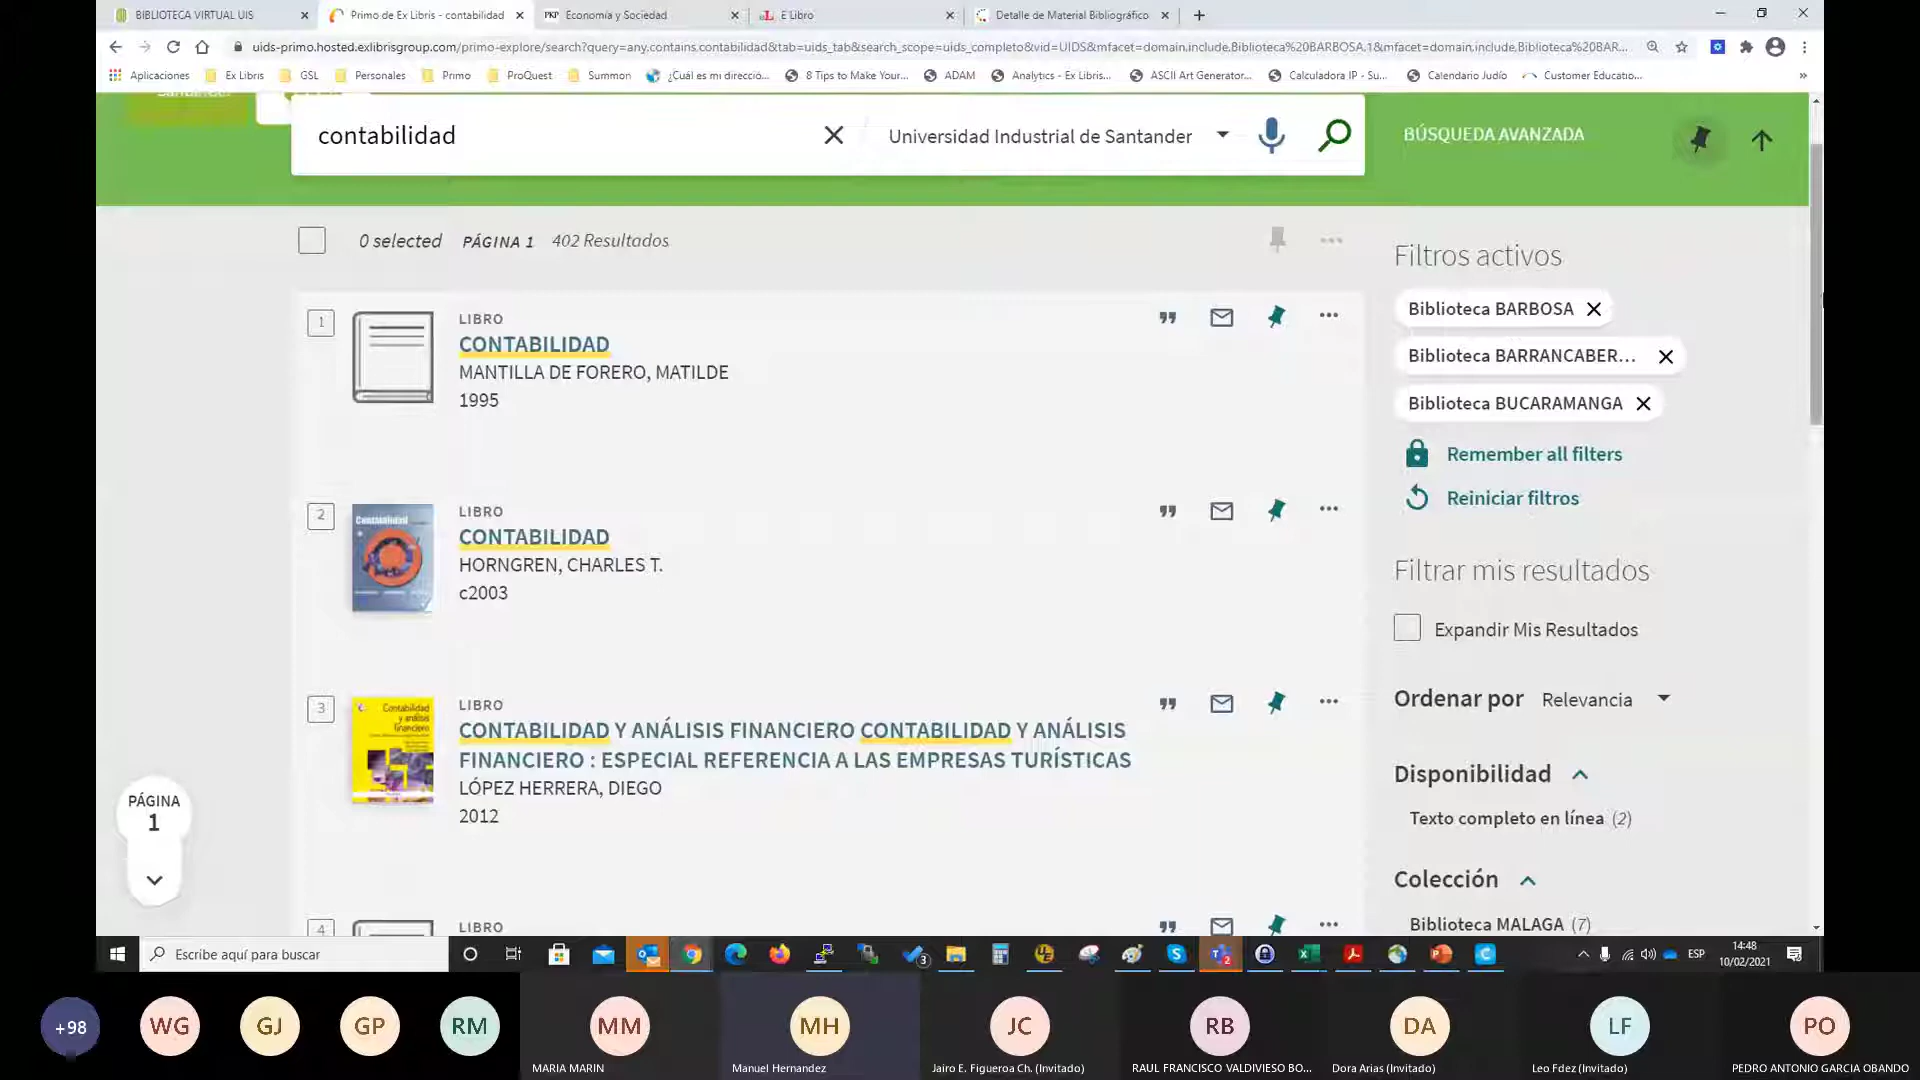 BIBLIOTECA VIRTUAL UIS
Primo de Ex Libris - contabilidad
PKP Economía y Sociedad
E Libro
Detalle de Material Bibliográfico
uids-primo.hosted.exlibrisgroup.com/primo-explore/search?query=any,contains,contabilidad&tab=uids_tab&search_scope=uids_completo&vid=UIDS&mfacet=domain,include,Biblioteca%20BARBOSA,1&mfacet=domain,include,Biblioteca%20BAR...
Aplicaciones
Ex Libris
GSL
Personales
Primo
ProQuest
Summon
¿Cuál es mi direcció...
8 Tips to Make Your...
ADAM
Analytics - Ex Libris...
ASCII Art Generator...
Calculadora IP - Su...
Calendario Judío
Customer Educatio...
»
contabilidad
Universidad Industrial de Santander
BÚSQUEDA AVANZADA
0 selected PÁGINA 1 402 Resultados
1
LIBRO
CONTABILIDAD
MANTILLA DE FORERO, MATILDE
1995
2
Contabilidad
LIBRO
CONTABILIDAD
HORNGREN, CHARLES T.
c2003
3
Contabilidad
y análisis
financiero
LIBRO
CONTABILIDAD Y ANÁLISIS FINANCIERO CONTABILIDAD Y ANÁLISIS
FINANCIERO : ESPECIAL REFERENCIA A LAS EMPRESAS TURÍSTICAS
LÓPEZ HERRERA, DIEGO
2012
4
LIBRO
PÁGINA
1
Filtros activos
Biblioteca BARBOSA
Biblioteca BARRANCABER...
Biblioteca BUCARAMANGA
Remember all filters
Reiniciar filtros
Filtrar mis resultados
Expandir Mis Resultados
Ordenar por Relevancia
Disponibilidad
Texto completo en línea (2)
Colección
Biblioteca MALAGA (7)
Escribe aquí para buscar
3
2
ESP
14:48
10/02/2021
+98
WG
GJ
GP
RM
MM
MH
JC
RB
DA
LF
PO
MARIA MARIN
Manuel Hernandez
Jairo E. Figueroa Ch. (Invitado)
RAUL FRANCISCO VALDIVIESO BO...
Dora Arias (Invitado)
Leo Fdez (Invitado)
PEDRO ANTONIO GARCIA OBANDO